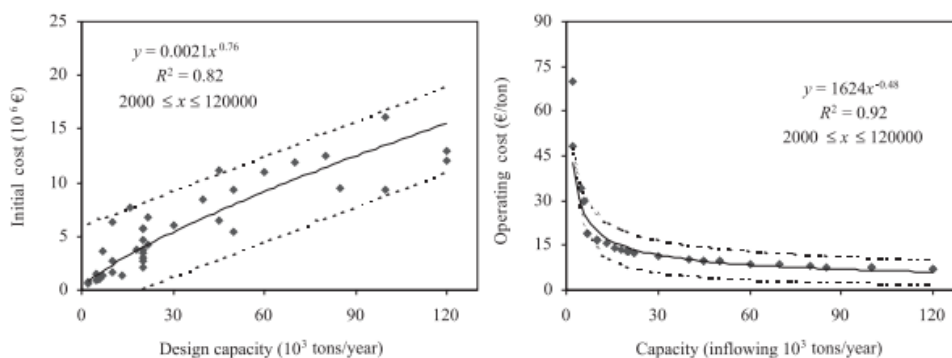 25
20
15
10
5
0
Initial cost (10⁶ €)
y = 0.0021x^0.76
R² = 0.82
2000 ≤ x ≤ 120000
0 30 60 90 120
Design capacity (10³ tons/year)
90
75
60
45
30
15
0
Operating cost (€/ton)
y = 1624x^-0.48
R² = 0.92
2000 ≤ x ≤ 120000
0 30 60 90 120
Capacity (inflowing 10³ tons/year)